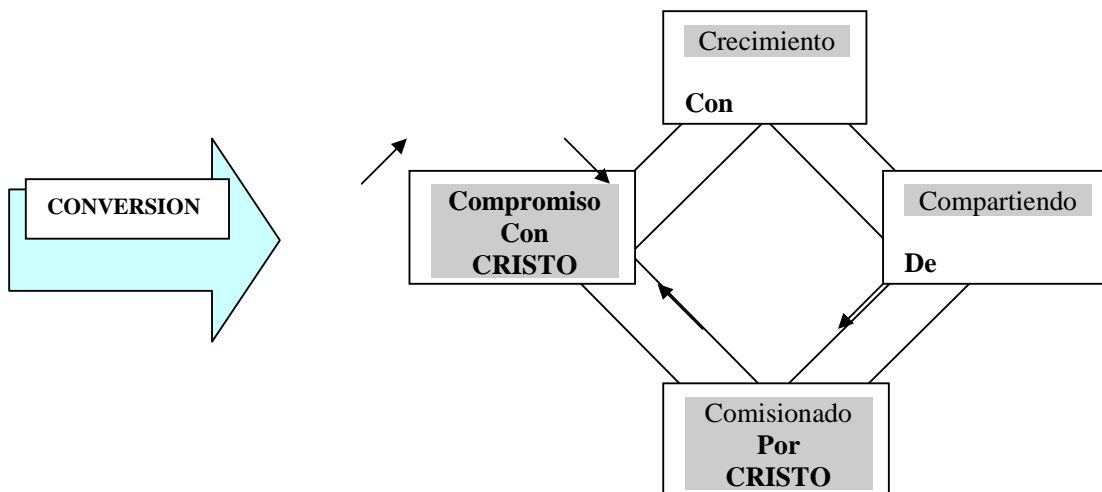 Crecimiento
Con
CONVERSION
Compromiso
Con
CRISTO
Compartiendo
De
Comisionado
Por
CRISTO